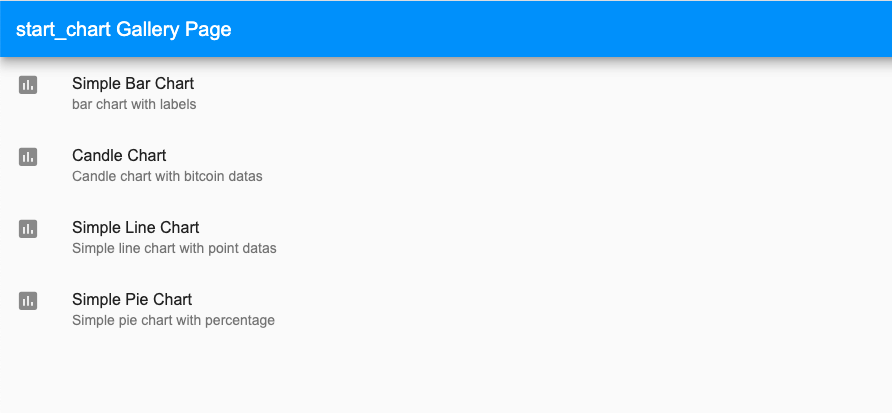 start_chart Gallery Page
Simple Bar Chart
bar chart with labels
Candle Chart
Candle chart with bitcoin datas
Simple Line Chart
Simple line chart with point datas
Simple Pie Chart
Simple pie chart with percentage